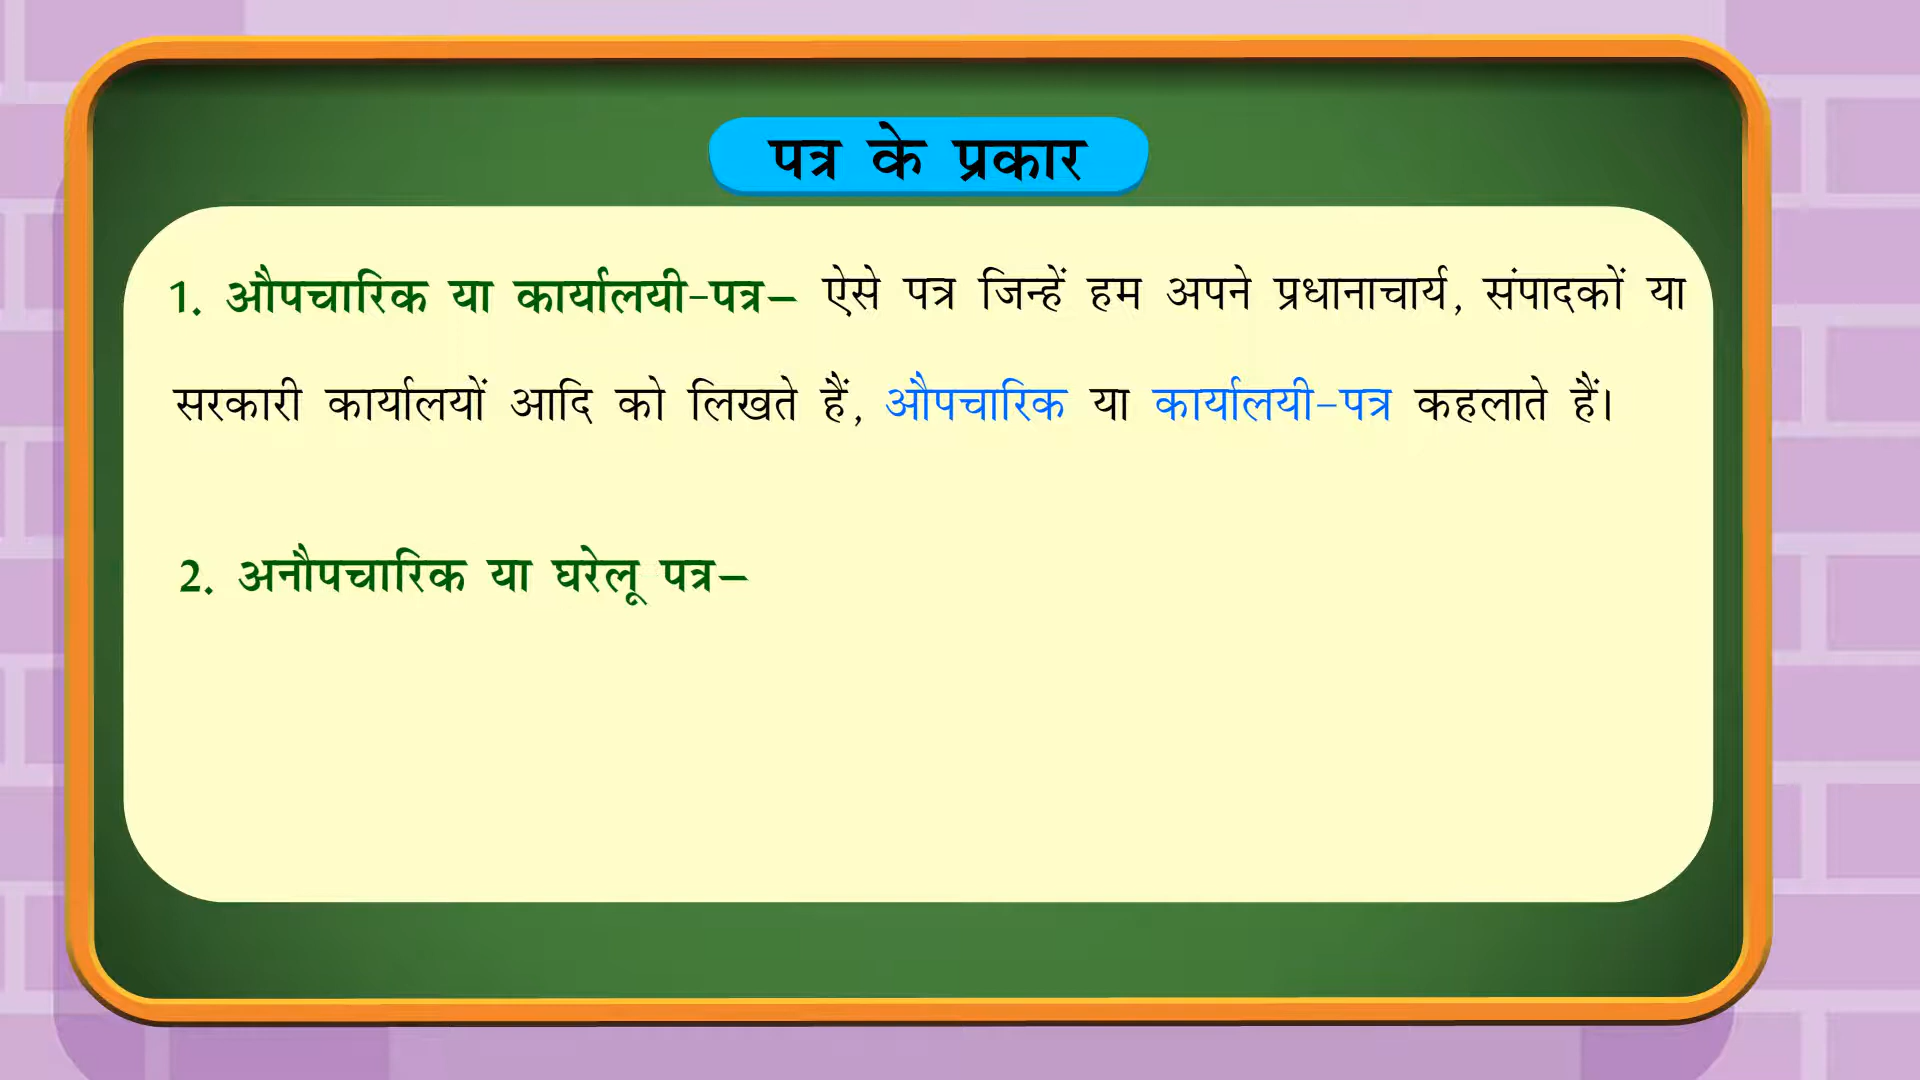 पत्र के प्रकार
1. औपचारिक या कार्यालयी-पत्र– ऐसे पत्र जिन्हें हम अपने प्रधानाचार्य, संपादकों या
सरकारी कार्यालयों आदि को लिखते हैं, औपचारिक या कार्यालयी-पत्र कहलाते हैं।
2. अनौपचारिक या घरेलू पत्र–